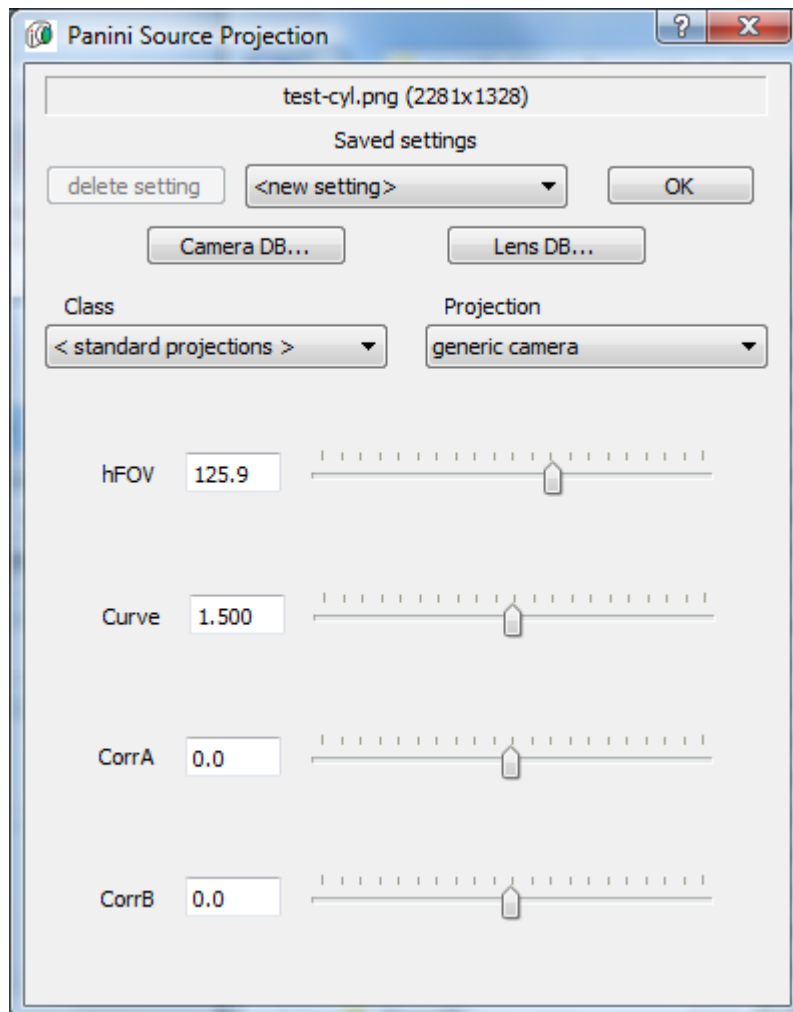 Panini Source Projection
test-cyl.png (2281x1328)
Saved settings
delete setting <new setting> OK
Camera DB... Lens DB...
Class Projection
< standard projections > generic camera
hFOV 125.9
Curve 1.500
CorrA 0.0
CorrB 0.0